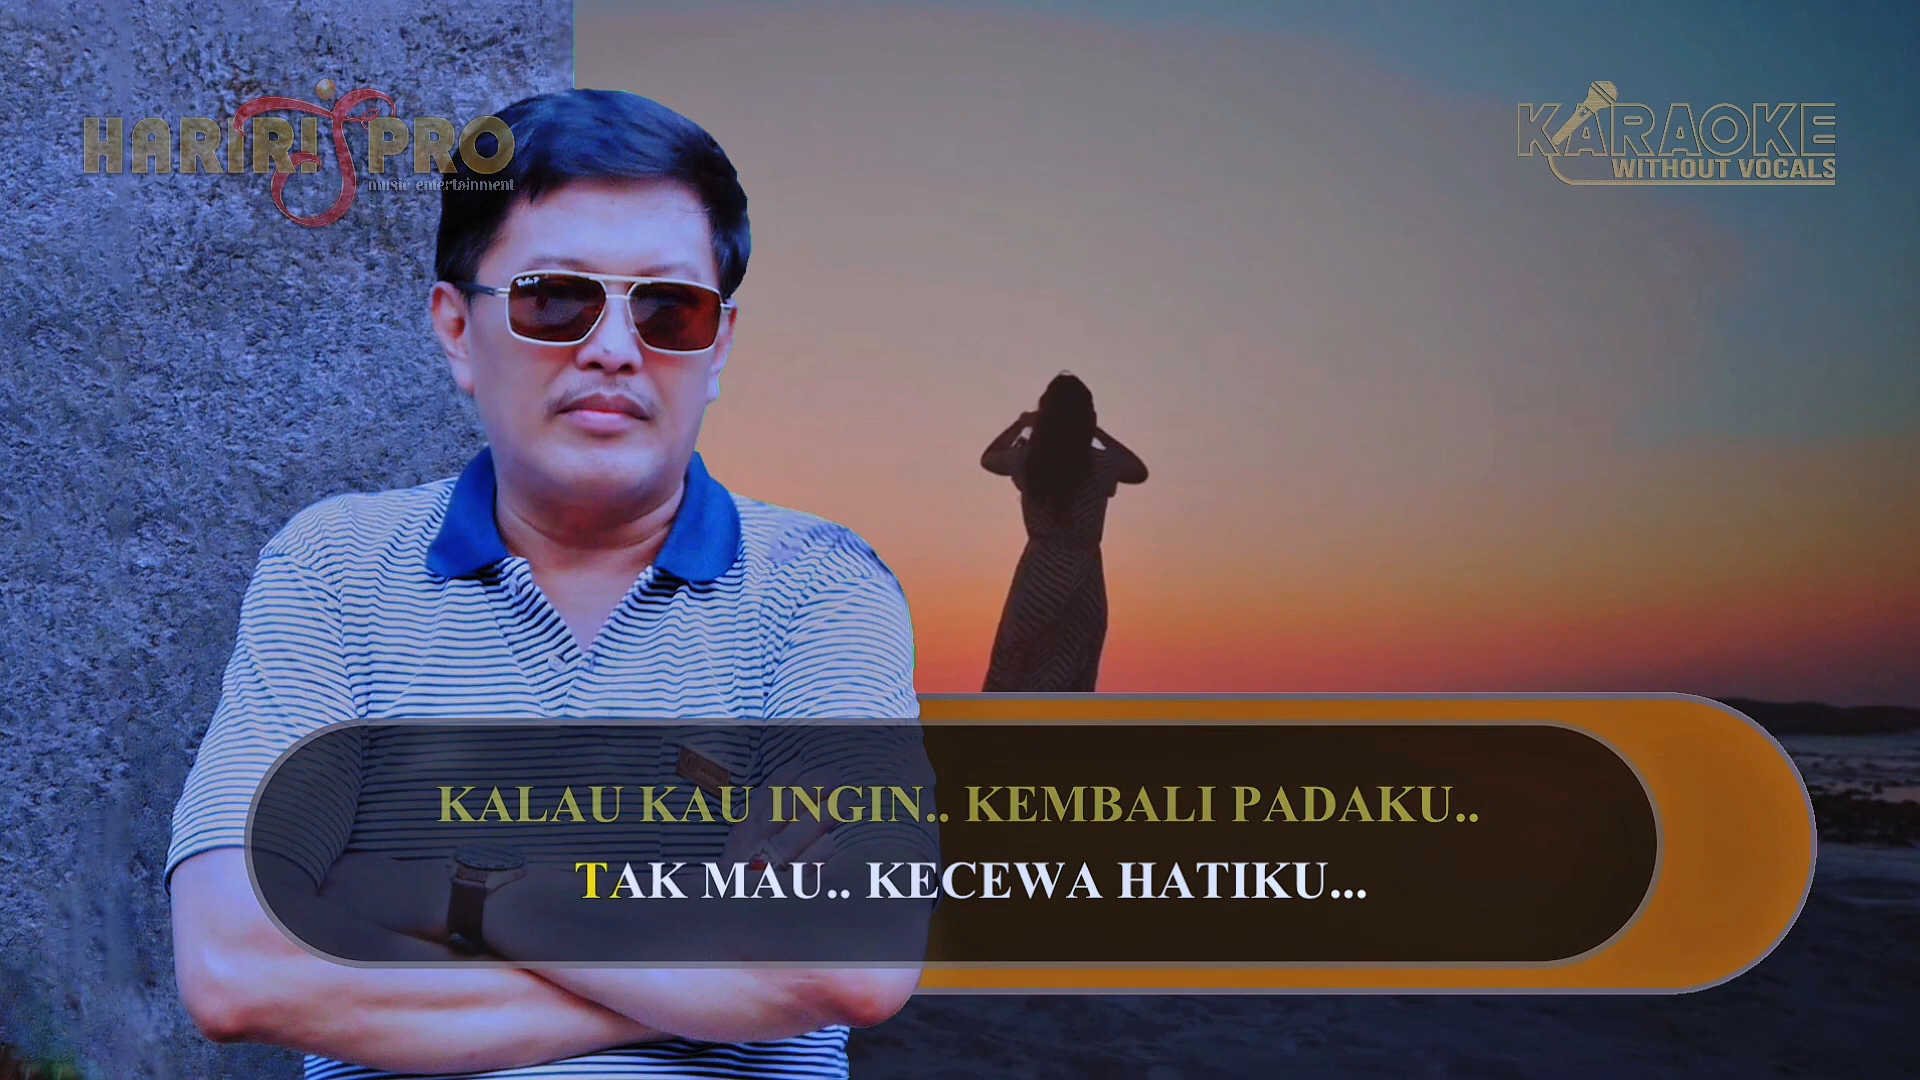 HARIRI PRO
music entertainment
KARAOKE
WITHOUT VOCALS
KALAU KAU INGIN.. KEMBALI PADAKU..
TAK MAU.. KECEWA HATIKU...